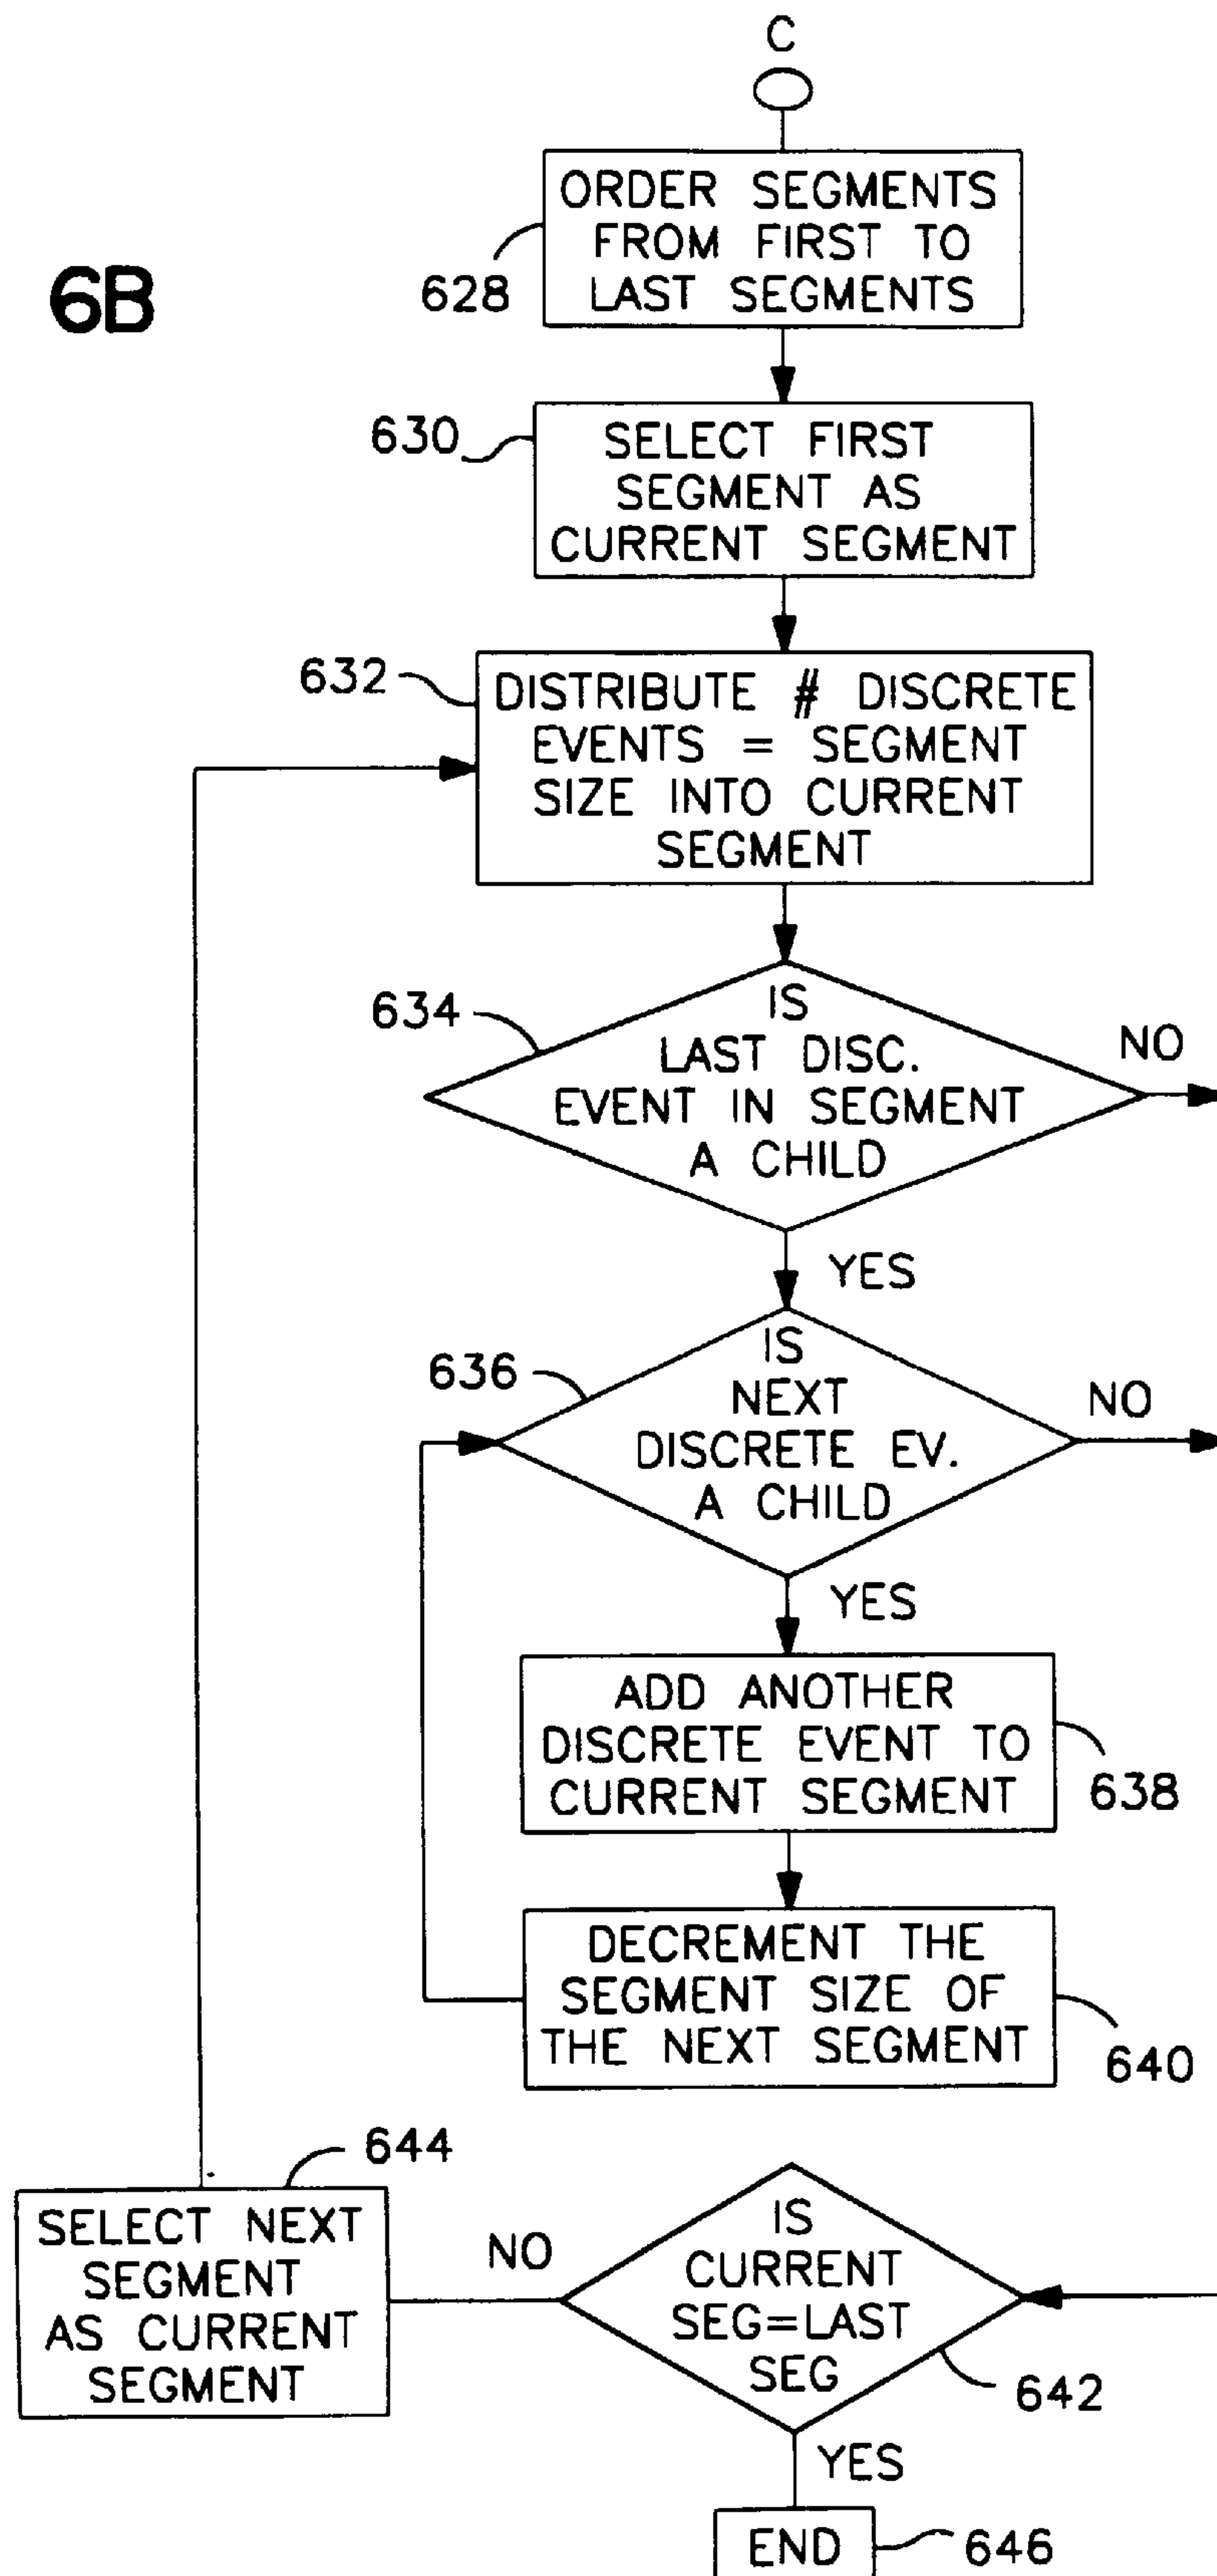 C
ORDER SEGMENTS
FROM FIRST TO
LAST SEGMENTS
628
6B
630
SELECT FIRST
SEGMENT AS
CURRENT SEGMENT
632
DISTRIBUTE # DISCRETE
EVENTS = SEGMENT
SIZE INTO CURRENT
SEGMENT
634
IS
LAST DISC.
EVENT IN SEGMENT
A CHILD
NO
YES
636
IS
NEXT
DISCRETE EV.
A CHILD
NO
YES
ADD ANOTHER
DISCRETE EVENT TO
CURRENT SEGMENT
638
DECREMENT THE
SEGMENT SIZE OF
THE NEXT SEGMENT
640
644
SELECT NEXT
SEGMENT
AS CURRENT
SEGMENT
NO
IS
CURRENT
SEG=LAST
SEG
642
YES
END
646